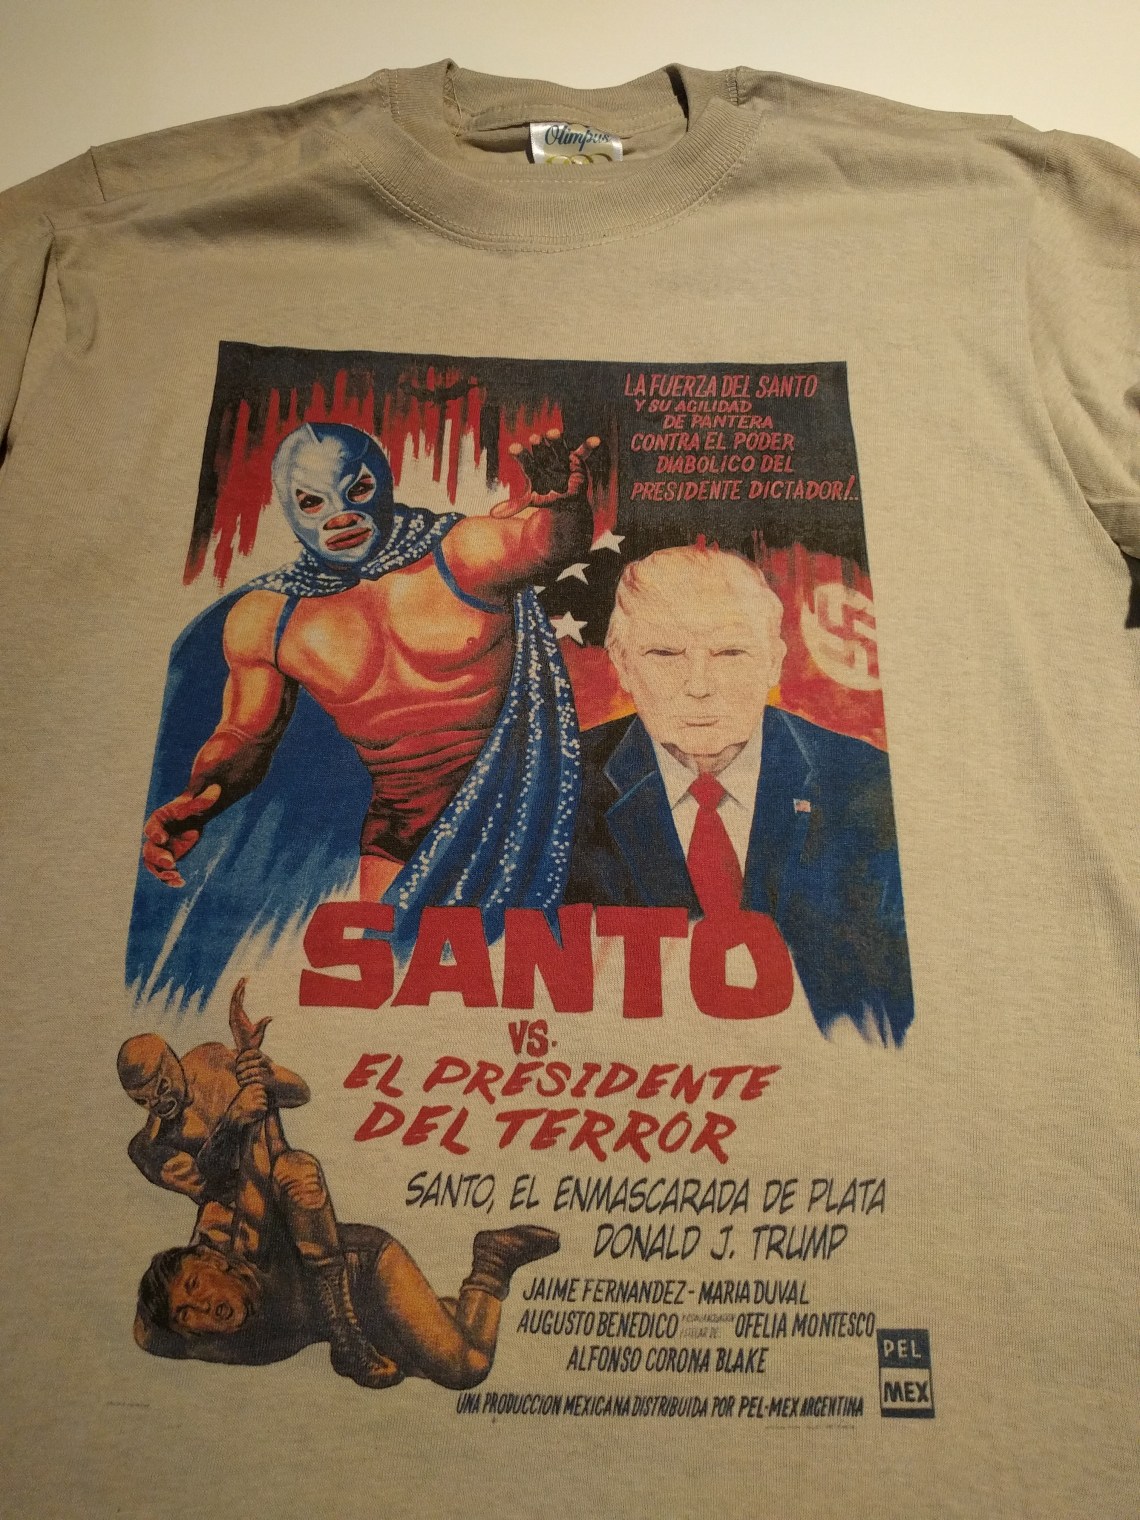 Olimpus
LA FUERZA DEL SANTO
Y SU AGILIDAD
DE PANTERA
CONTRA EL PODER
DIABOLICO DEL
PRESIDENTE DICTADOR!..
SANTO
VS.
EL PRESIDENTE
DEL TERROR
SANTO, EL ENMASCARADA DE PLATA
DONALD J. TRUMP
JAIME FERNANDEZ - MARIA DUVAL
AUGUSTO BENEDICO OFELIA MONTESCO
ALFONSO CORONA BLAKE
PEL
MEX
UNA PRODUCCION MEXICANA DISTRIBUIDA POR PEL-MEX ARGENTINA